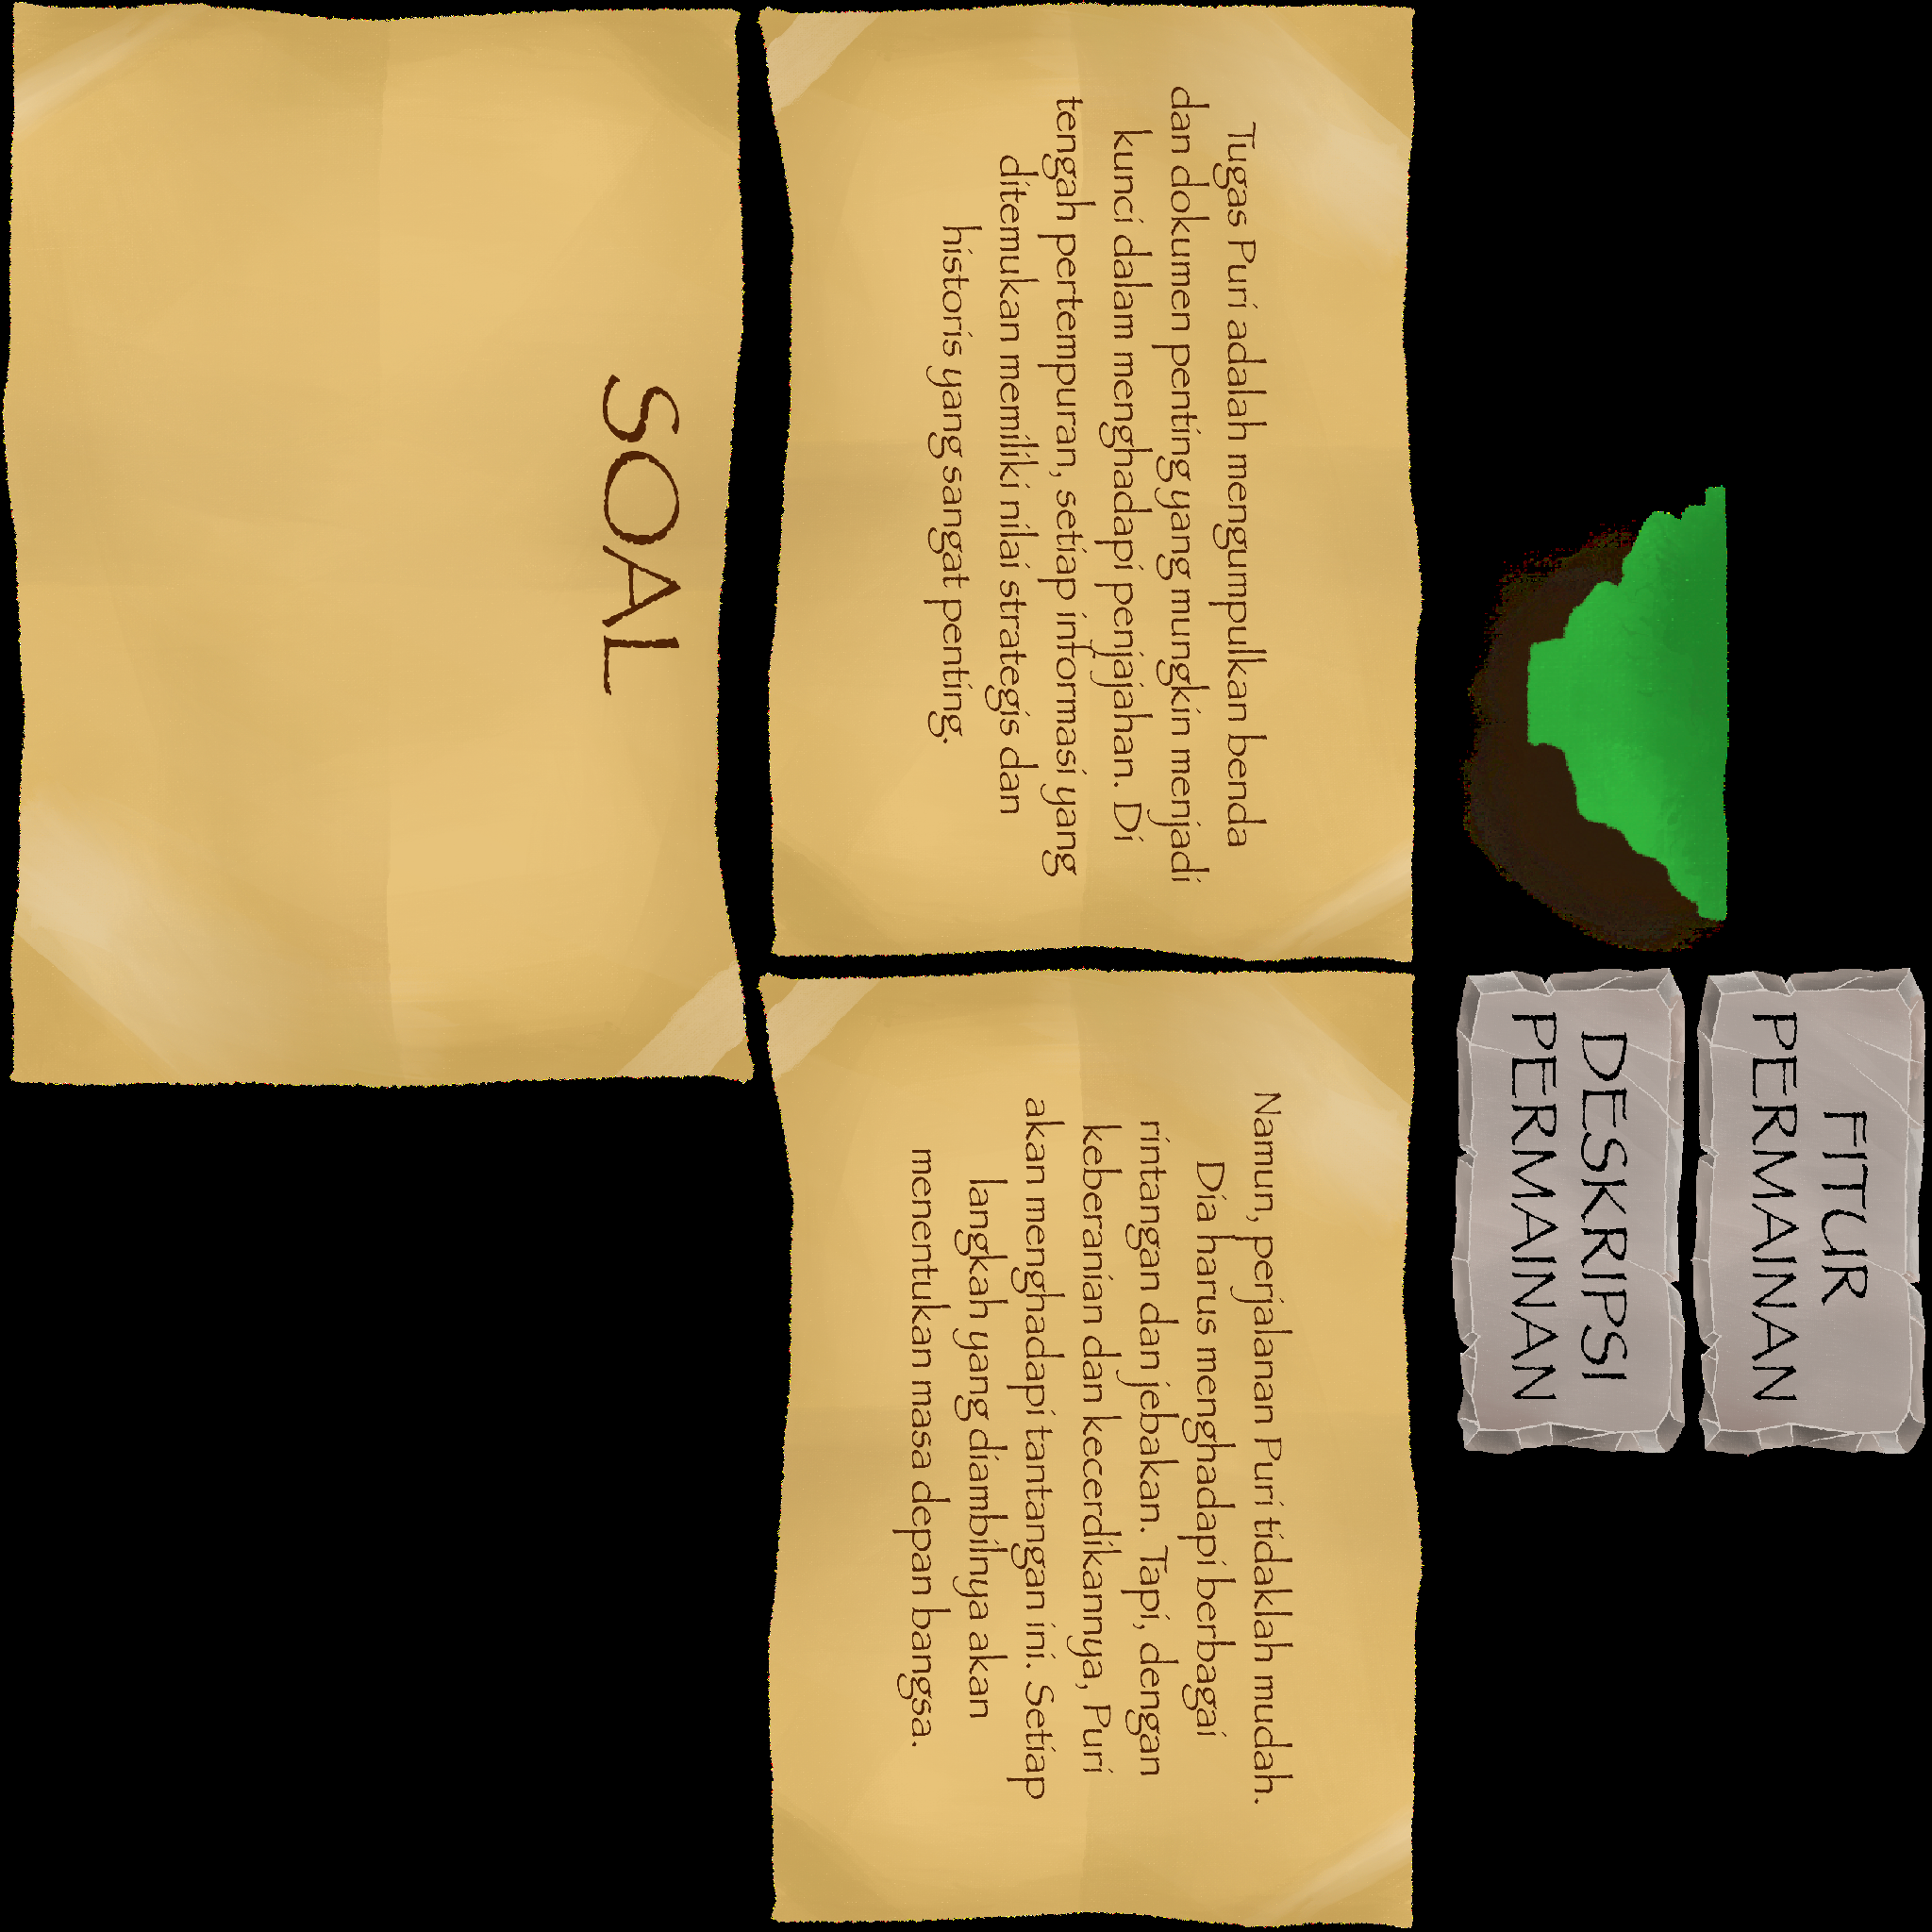 SOAL
Tugas Puri adalah mengumpulkan benda
dan dokumen penting yang mungkin menjadi
kunci dalam menghadapi penjajahan. Di
tengah pertempuran, setiap informasi yang
ditemukan memiliki nilai strategis dan
historis yang sangat penting.
Namun, perjalanan Puri tidaklah mudah.
Dia harus menghadapi berbagai
rintangan dan jebakan. Tapi, dengan
keberanian dan kecerdikannya, Puri
akan menghadapi tantangan ini. Setiap
langkah yang diambilnya akan
menentukan masa depan bangsa.
DESKRIPSI
PERMAINAN
FITUR
PERMAINAN